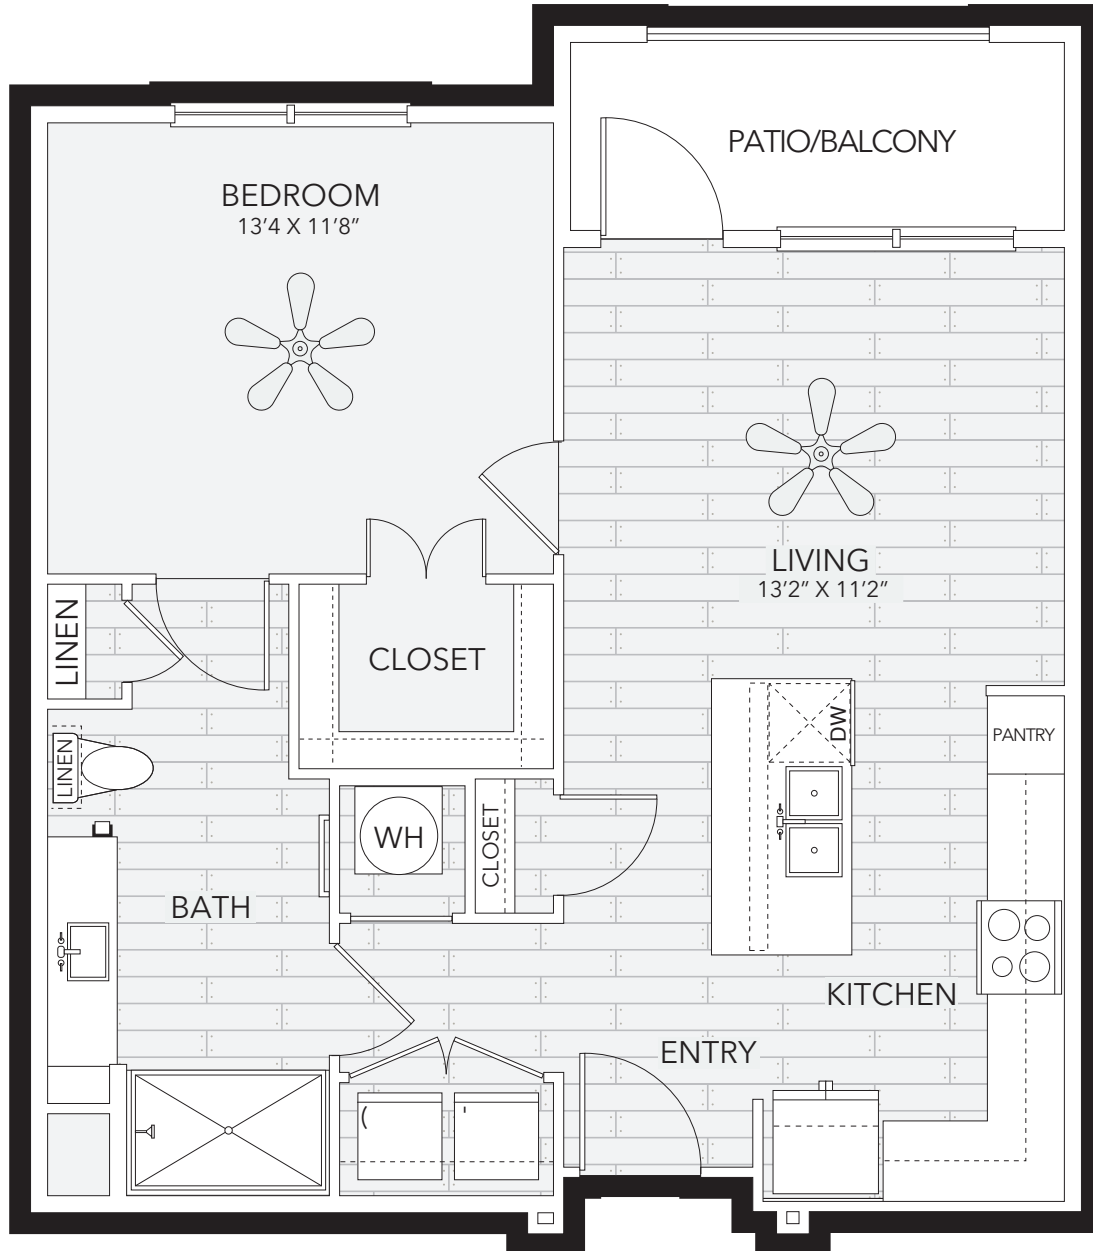 PATIO/BALCONY
BEDROOM
13’4 X 11’8”
LIVING
13’2” X 11’2”
LINEN
CLOSET
DW
PANTRY
LINEN
WH
CLOSET
BATH
KITCHEN
ENTRY